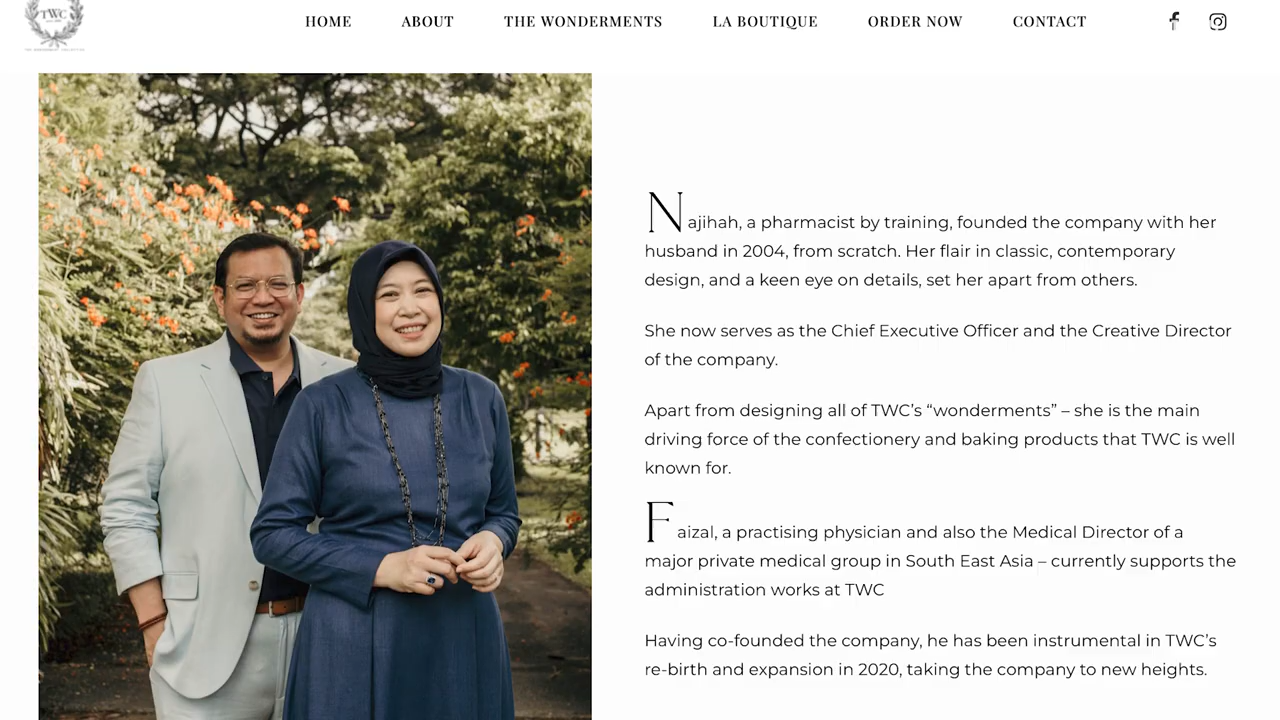 TWC
HOME ABOUT THE WONDERMENTS LA BOUTIQUE ORDER NOW CONTACT
Najihah, a pharmacist by training, founded the company with her
husband in 2004, from scratch. Her flair in classic, contemporary
design, and a keen eye on details, set her apart from others.
She now serves as the Chief Executive Officer and the Creative Director
of the company.
Apart from designing all of TWC’s “wonderments” – she is the main
driving force of the confectionery and baking products that TWC is well
known for.
Faizal, a practising physician and also the Medical Director of a
major private medical group in South East Asia – currently supports the
administration works at TWC
Having co-founded the company, he has been instrumental in TWC’s
re-birth and expansion in 2020, taking the company to new heights.